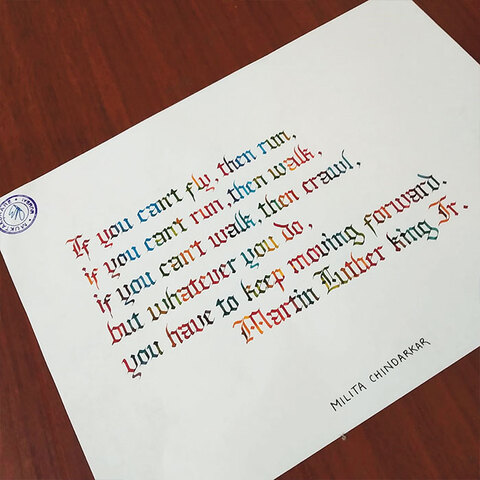 If you can't fly, then run,
if you can't run, then walk,
if you can't walk, then crawl,
but whatever you do,
you have to keep moving forward.
Martin Luther king Jr.
MILITA CHINDARKAR